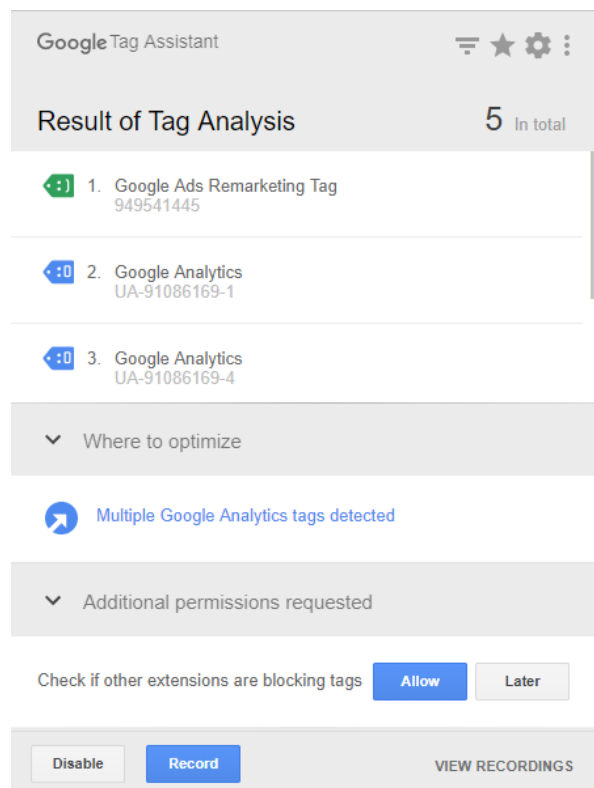 Google Tag Assistant
Result of Tag Analysis 5 In total
:) 1. Google Ads Remarketing Tag
949541445
:0 2. Google Analytics
UA-91086169-1
:0 3. Google Analytics
UA-91086169-4
Where to optimize
Multiple Google Analytics tags detected
Additional permissions requested
Check if other extensions are blocking tags Allow Later
Disable Record VIEW RECORDINGS